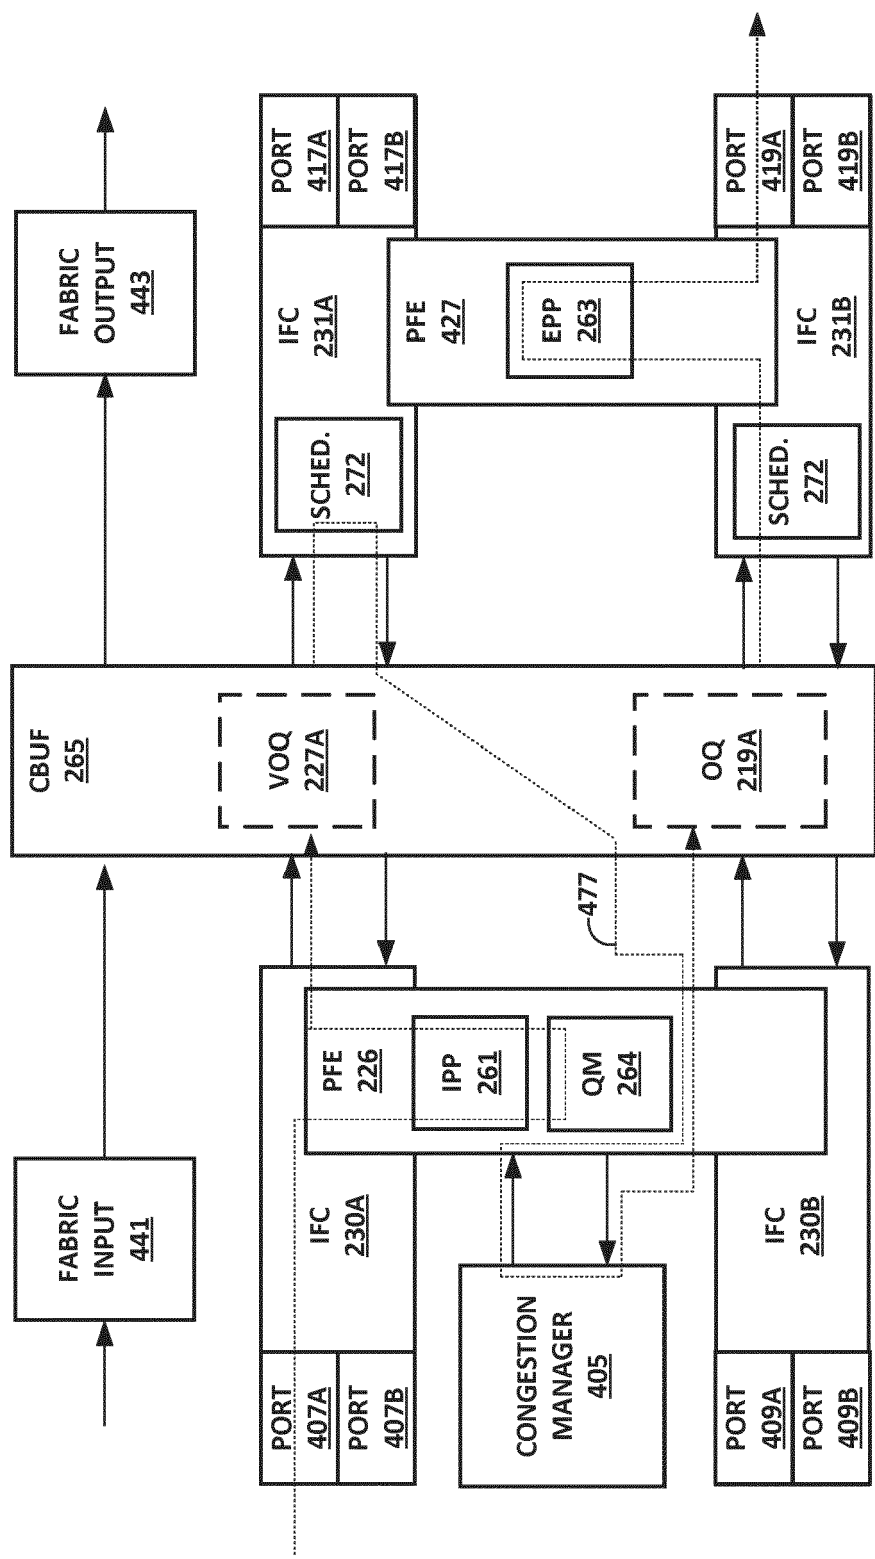 FABRIC
INPUT
441
FABRIC
OUTPUT
443
CBUF
265
PORT
407A
PORT
407B
IFC
230A
PFE
226
IPP
261
QM
264
VOQ
227A
SCHED.
272
IFC
231A
PORT
417A
PORT
417B
CONGESTION
MANAGER
405
477
PFE
427
EPP
263
PORT
409A
PORT
409B
IFC
230B
OQ
219A
SCHED.
272
IFC
231B
PORT
419A
PORT
419B